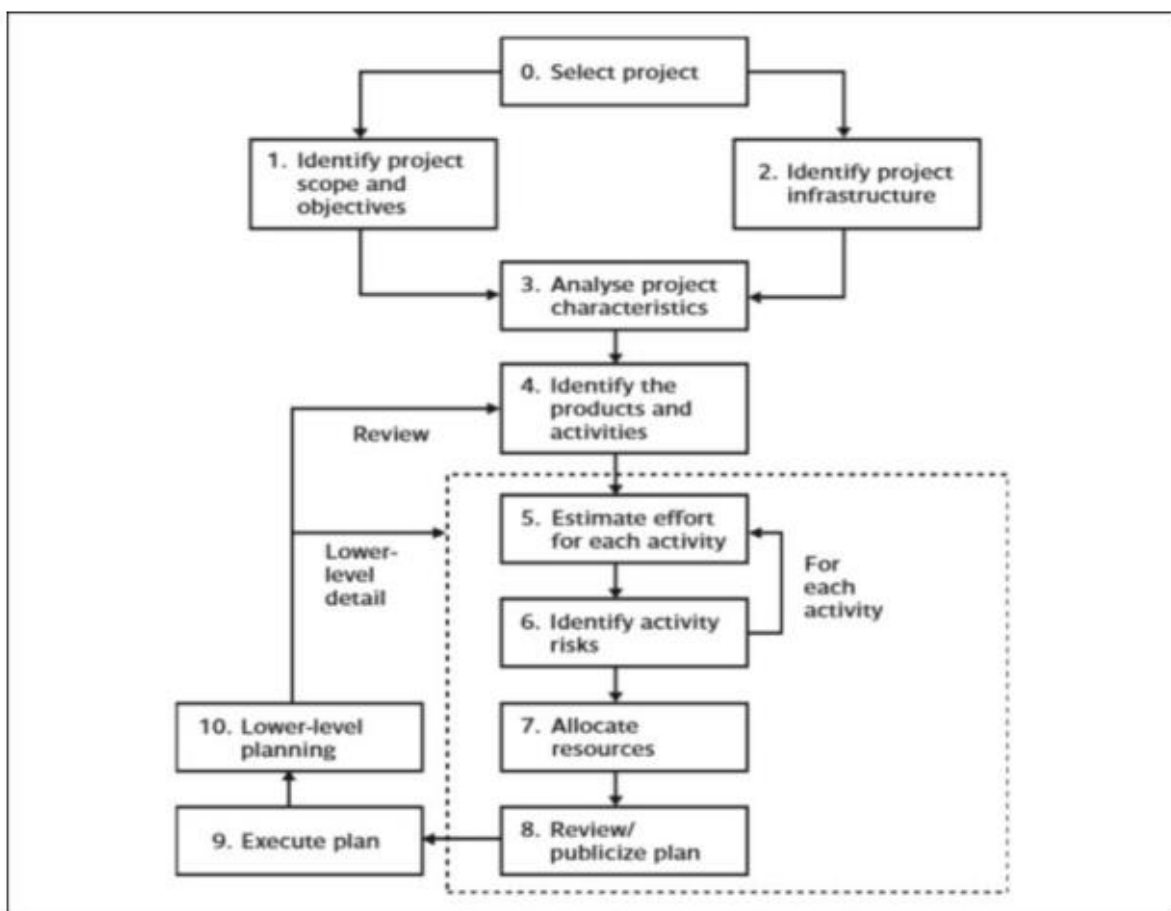 0. Select project
1. Identify project
scope and
objectives
2. Identify project
infrastructure
3. Analyse project
characteristics
4. Identify the
products and
activities
Review
5. Estimate effort
for each activity
Lower-
level
detail
For
each
activity
6. Identify activity
risks
10. Lower-level
planning
7. Allocate
resources
9. Execute plan
8. Review/
publicize plan